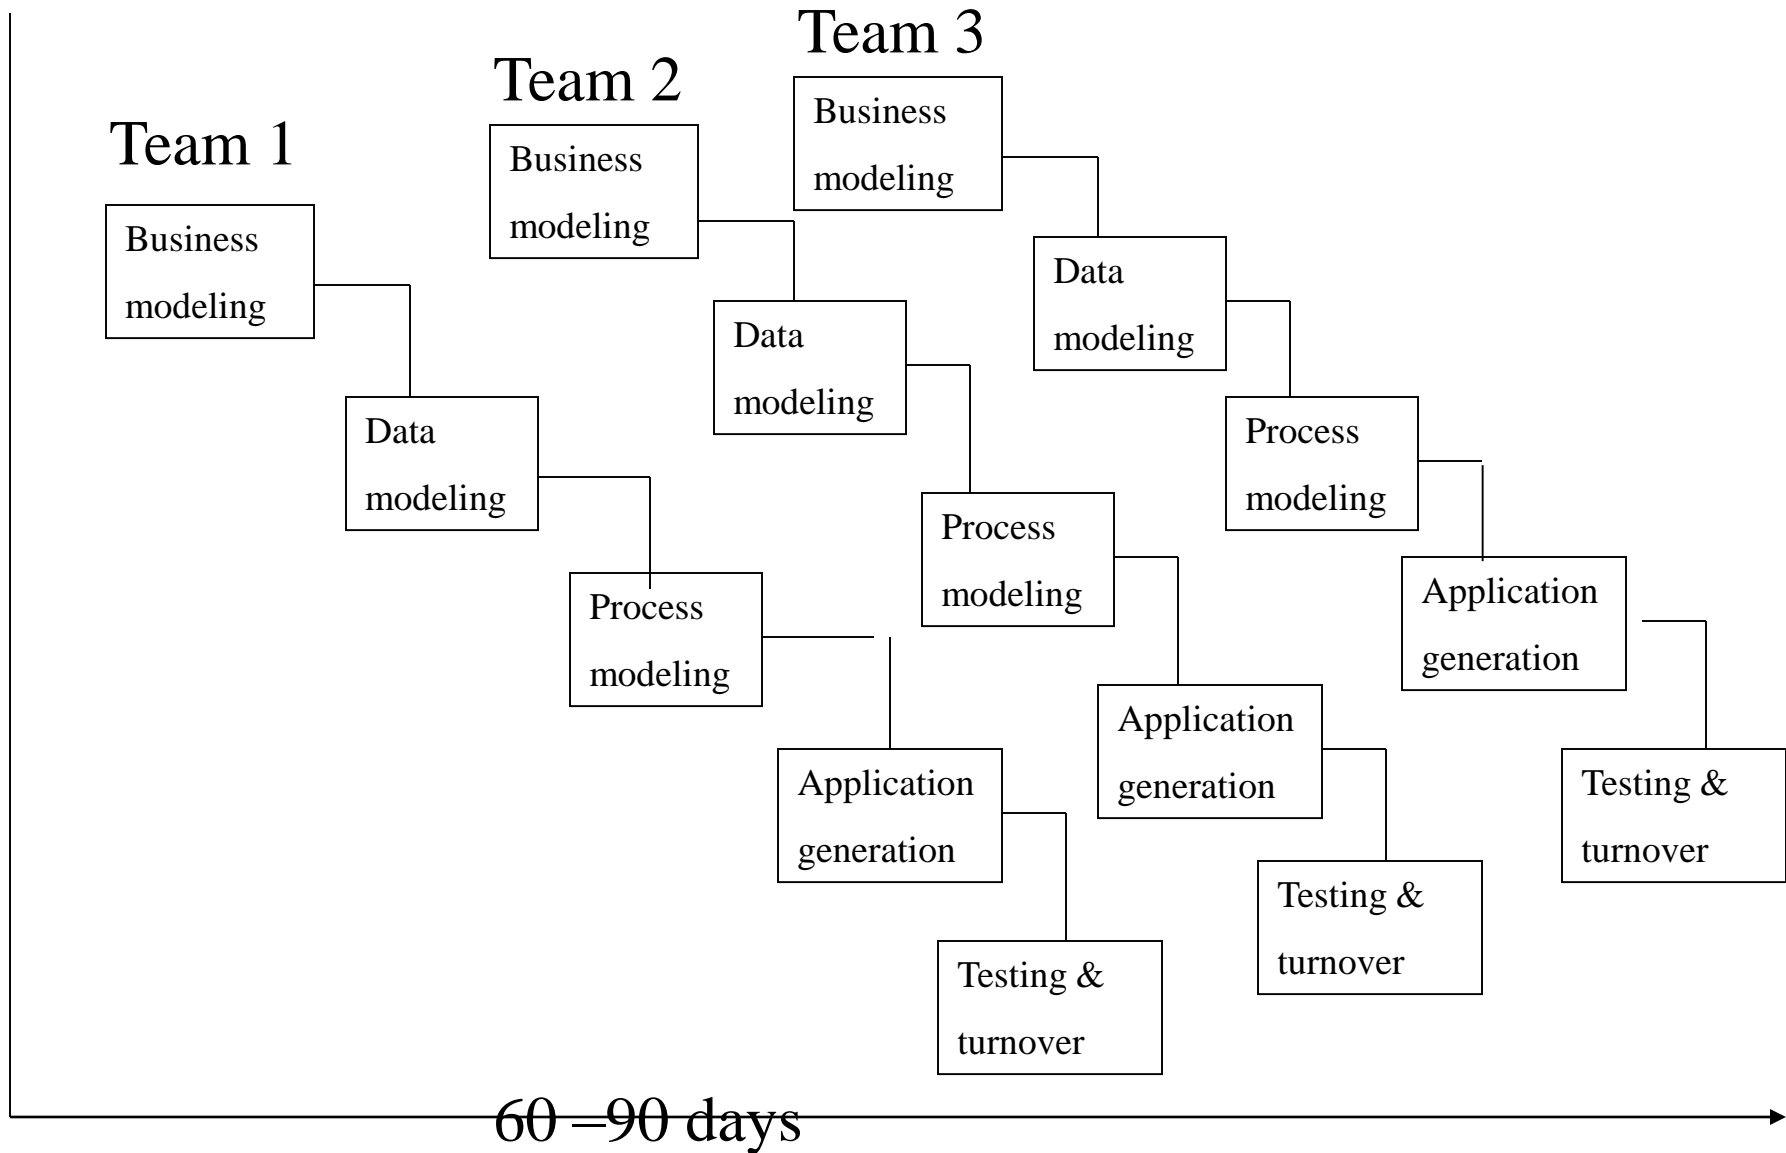 Team 1
Business
modeling
Data
modeling
Process
modeling
Application
generation
Testing &
turnover
Team 2
Business
modeling
Data
modeling
Process
modeling
Application
generation
Testing &
turnover
Team 3
Business
modeling
Data
modeling
Process
modeling
Application
generation
Testing &
turnover
60 –90 days